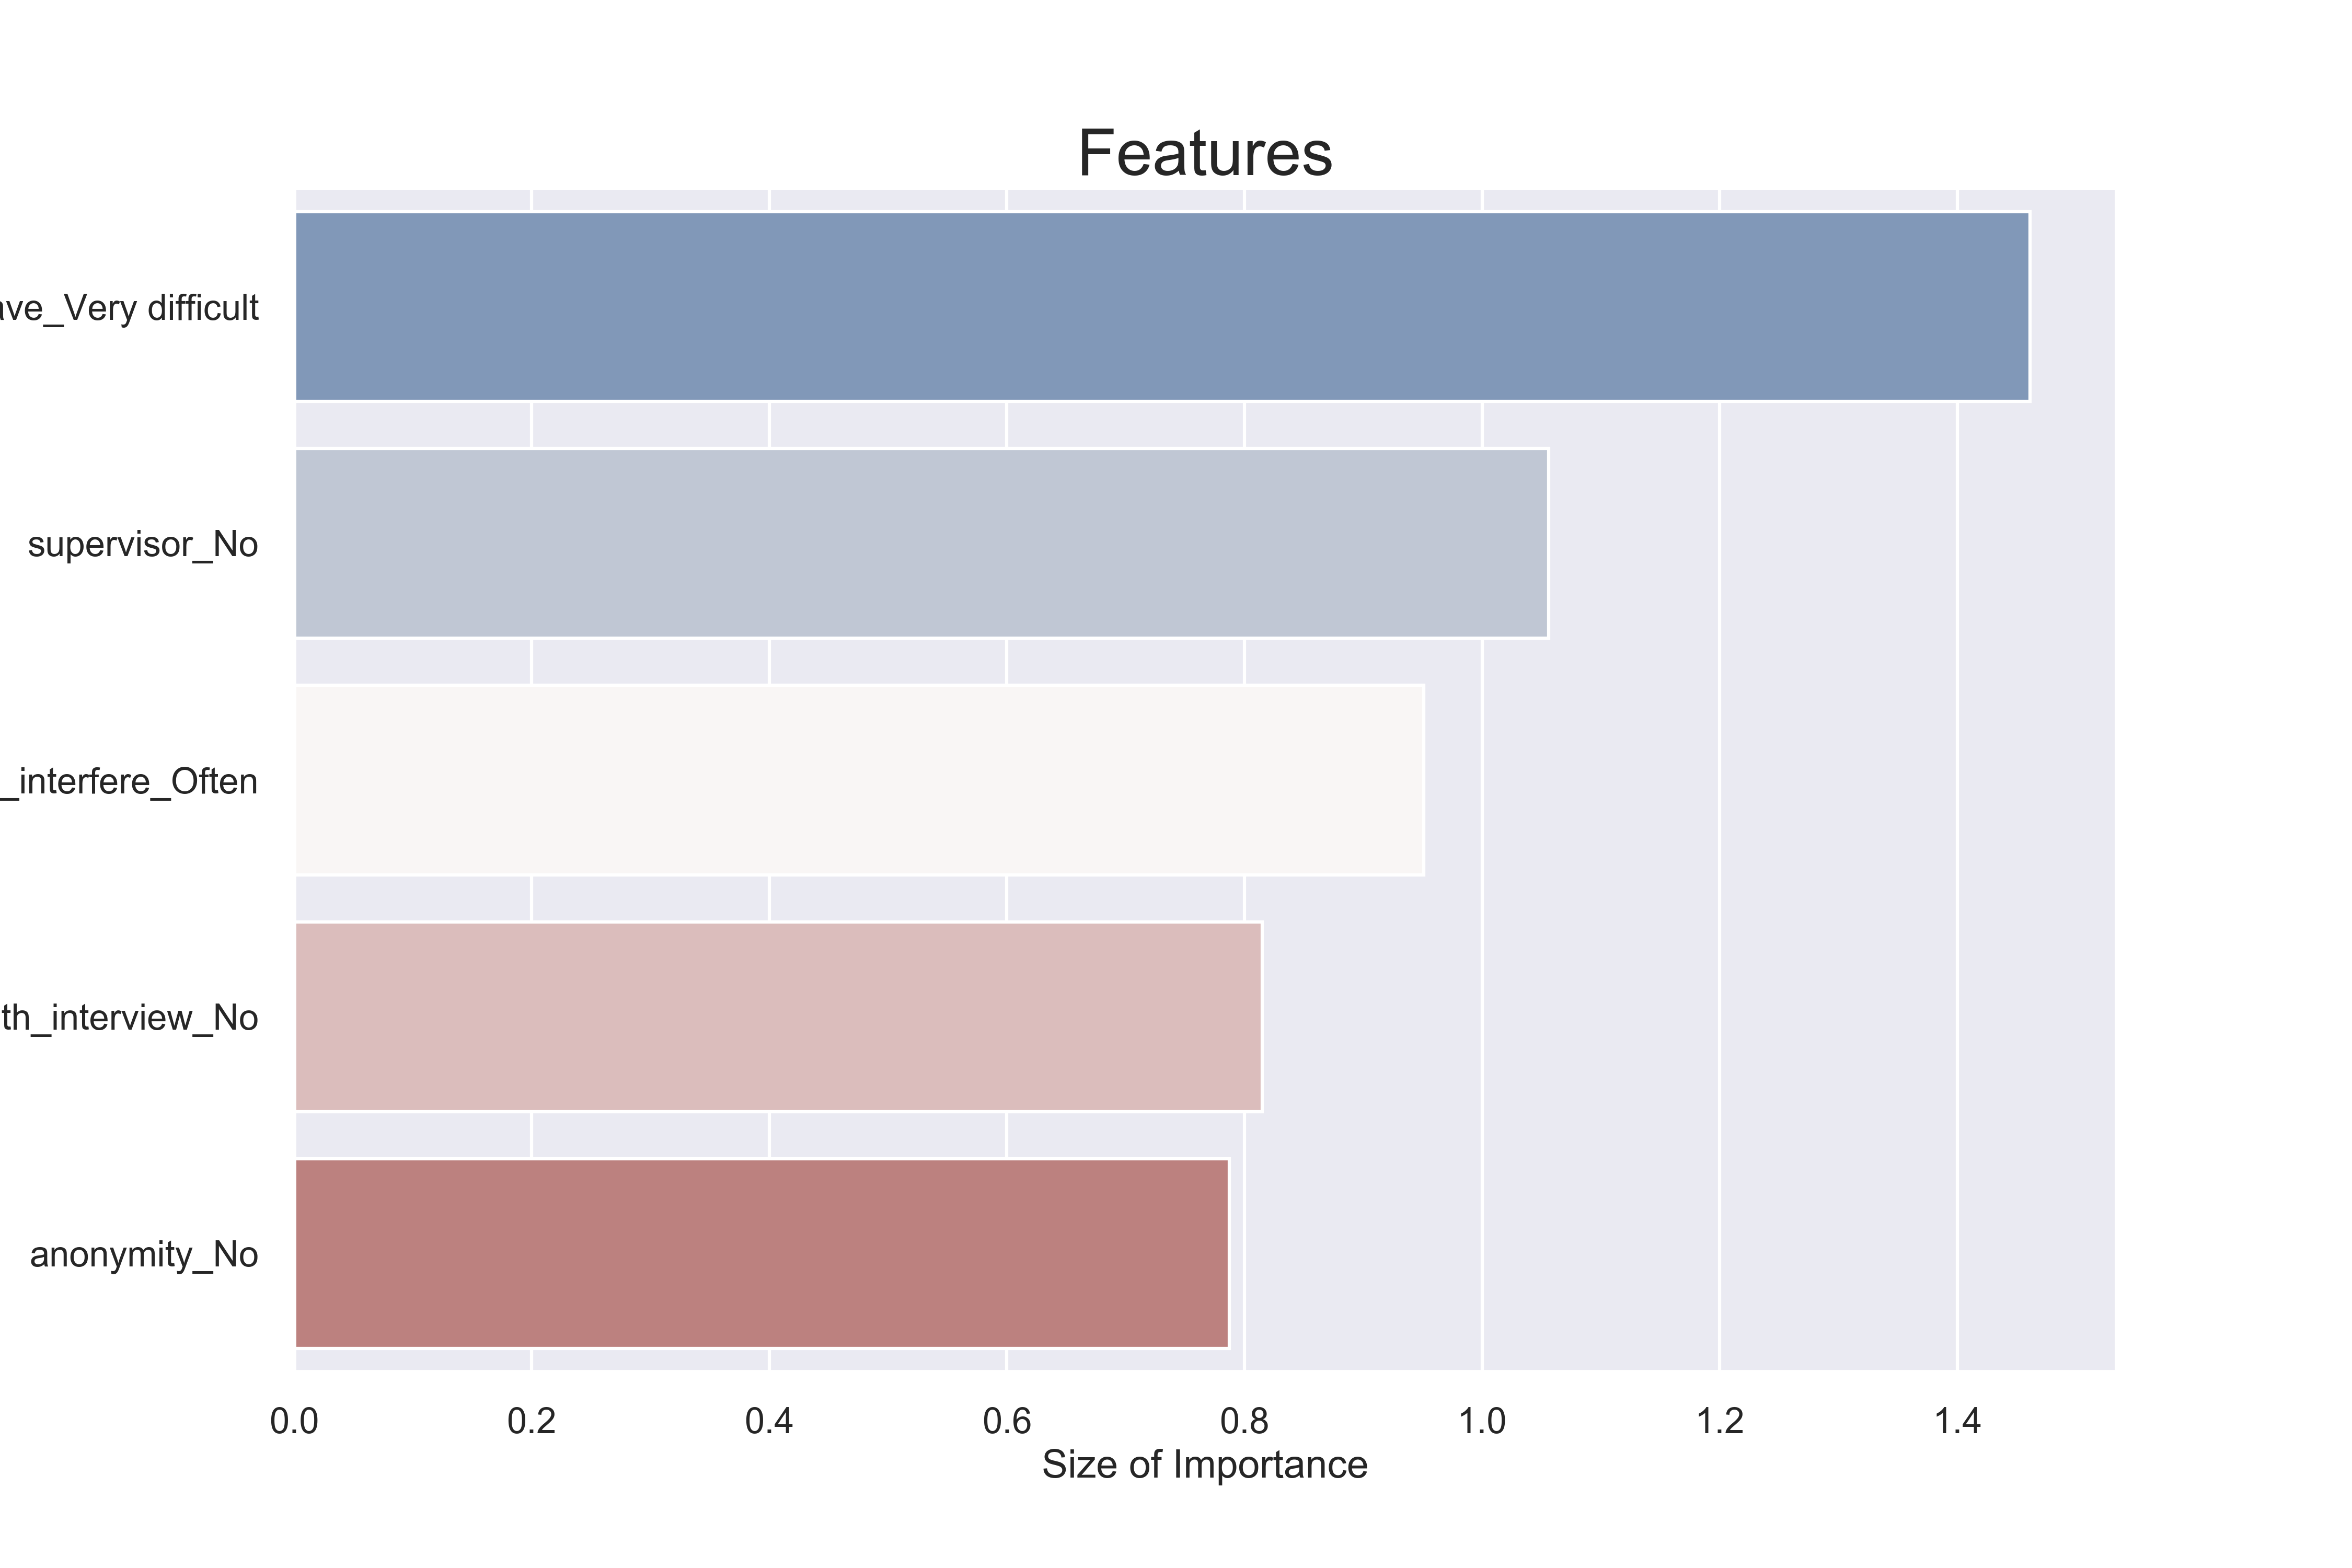 Features
ave_Very difficult
supervisor_No
_interfere_Often
th_interview_No
anonymity_No
0.0 0.2 0.4 0.6 0.8 1.0 1.2 1.4
Size of Importance